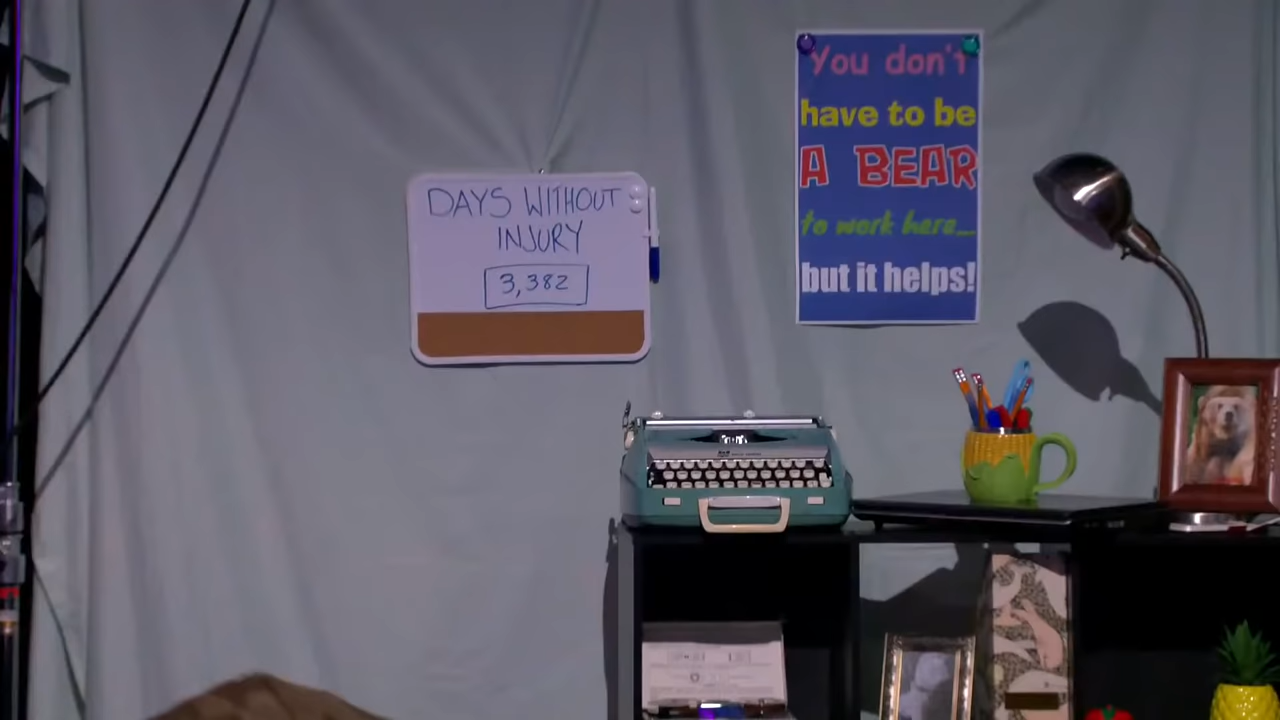 DAYS WITHOUT
INJURY
3,382
You don't
have to be
A BEAR
to work here...
but it helps!